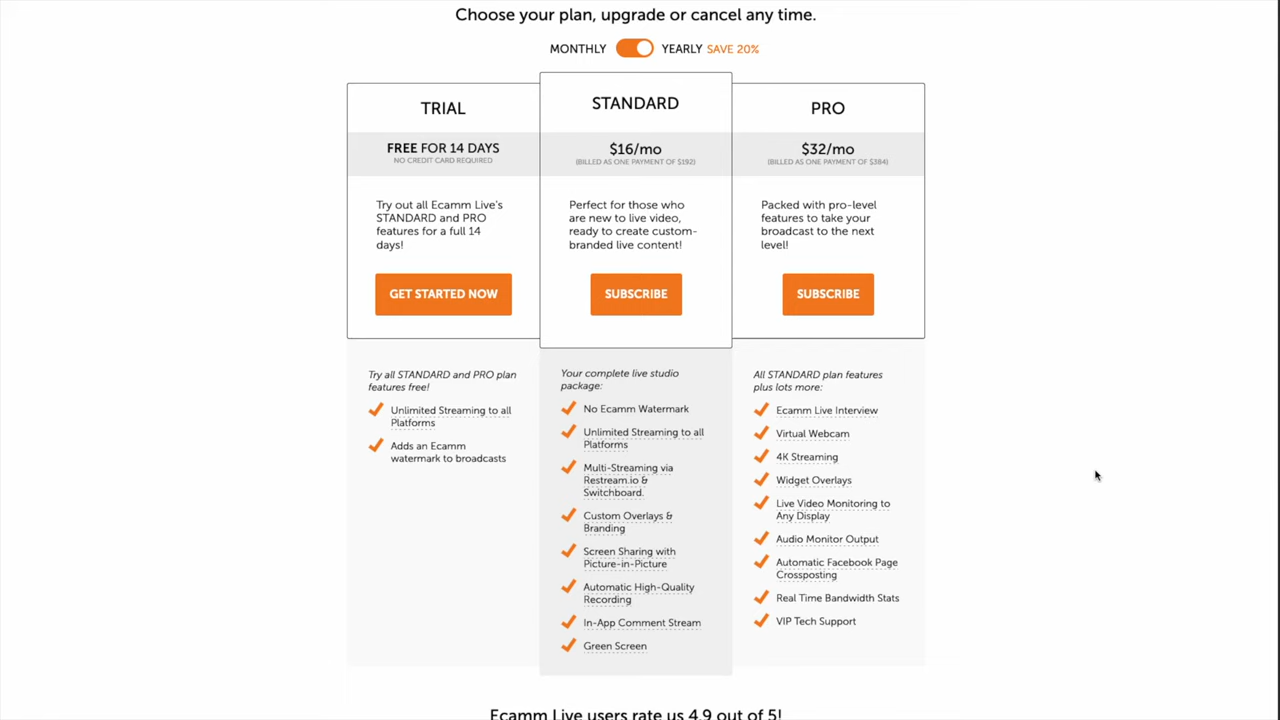 Choose your plan, upgrade or cancel any time.
MONTHLY YEARLY SAVE 20%
TRIAL
FREE FOR 14 DAYS
NO CREDIT CARD REQUIRED
Try out all Ecamm Live's
STANDARD and PRO
features for a full 14
days!
GET STARTED NOW
Try all STANDARD and PRO plan
features free!
Unlimited Streaming to all
Platforms
Adds an Ecamm
watermark to broadcasts
STANDARD
$16/mo
(BILLED AS ONE PAYMENT OF $192)
Perfect for those who
are new to live video,
ready to create custom-
branded live content!
SUBSCRIBE
Your complete live studio
package:
No Ecamm Watermark
Unlimited Streaming to all
Platforms
Multi-Streaming via
Restream.io &
Switchboard.
Custom Overlays &
Branding
Screen Sharing with
Picture-in-Picture
Automatic High-Quality
Recording
In-App Comment Stream
Green Screen
PRO
$32/mo
(BILLED AS ONE PAYMENT OF $384)
Packed with pro-level
features to take your
broadcast to the next
level!
SUBSCRIBE
All STANDARD plan features
plus lots more:
Ecamm Live Interview
Virtual Webcam
4K Streaming
Widget Overlays
Live Video Monitoring to
Any Display
Audio Monitor Output
Automatic Facebook Page
Crossposting
Real Time Bandwidth Stats
VIP Tech Support
Ecamm Live users rate us 4.9 out of 5!